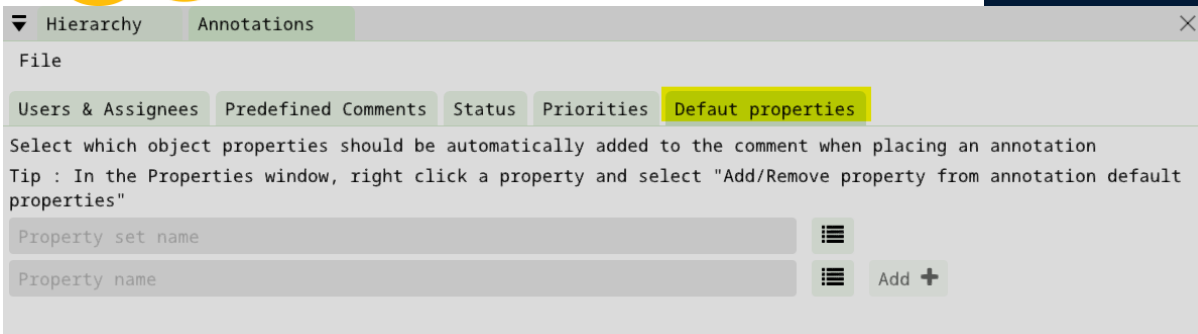 Hierarchy Annotations
File
Users & Assignees Predefined Comments Status Priorities Defaut properties
Select which object properties should be automatically added to the comment when placing an annotation
Tip : In the Properties window, right click a property and select "Add/Remove property from annotation default
properties"
Property set name
Property name Add +